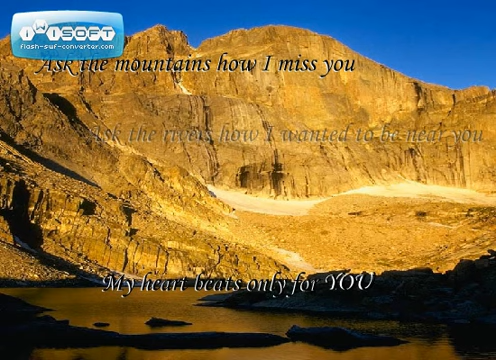 iWiSOFT
flash-swf-converter.com
Ask the mountains how I miss you
Ask the rivers how I wanted to be near you
My heart beats only for YOU